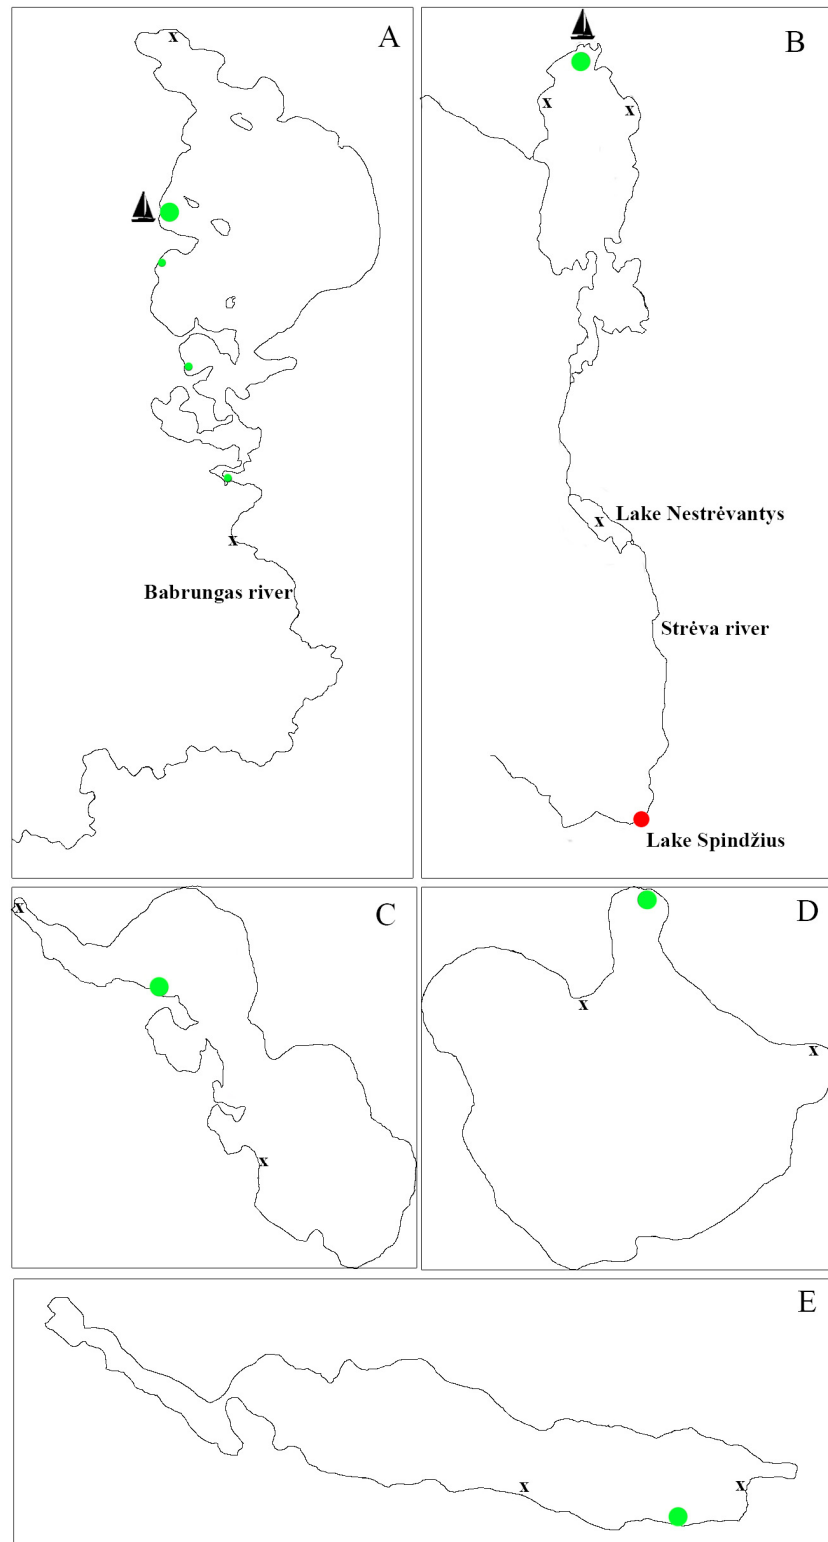 A
B
x
x
x
Lake Nestrėvantys
x
x
Babrungas river
Strėva river
Lake Spindžius
C
D
x
x
x
x
E
x
x